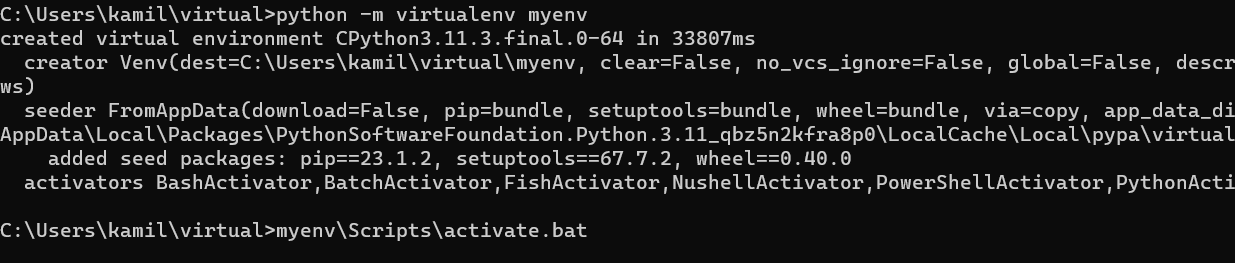 C:\Users\kamil\virtual>python -m virtualenv myenv
created virtual environment CPython3.11.3.final.0-64 in 33807ms
  creator Venv(dest=C:\Users\kamil\virtual\myenv, clear=False, no_vcs_ignore=False, global=False, descr
ws)
  seeder FromAppData(download=False, pip=bundle, setuptools=bundle, wheel=bundle, via=copy, app_data_di
AppData\Local\Packages\PythonSoftwareFoundation.Python.3.11_qbz5n2kfra8p0\LocalCache\Local\pypa\virtual
    added seed packages: pip==23.1.2, setuptools==67.7.2, wheel==0.40.0
  activators BashActivator,BatchActivator,FishActivator,NushellActivator,PowerShellActivator,PythonActi
C:\Users\kamil\virtual>myenv\Scripts\activate.bat